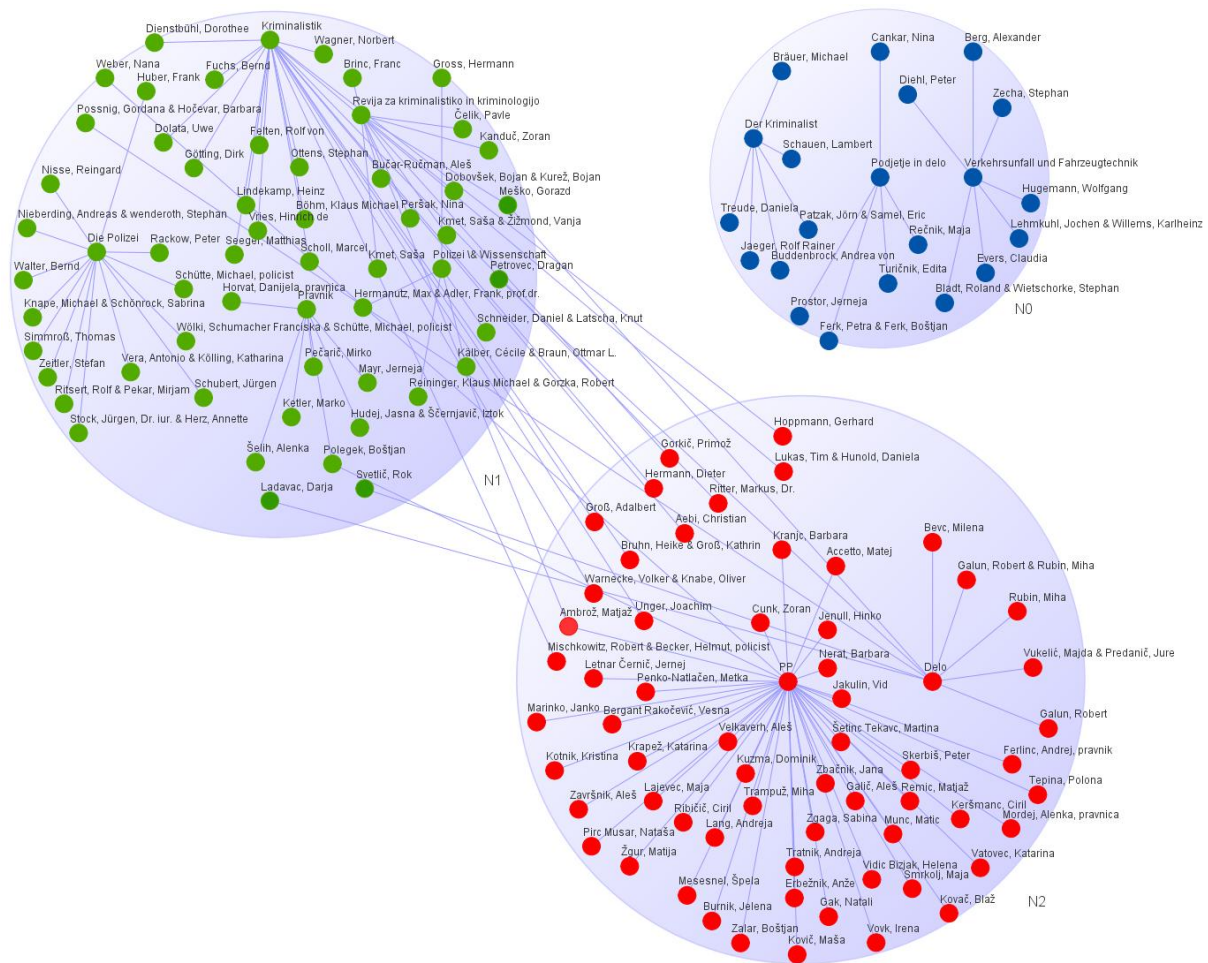 Dienstbühl, Dorothee
Kriminalistik
Wagner, Norbert
Weber, Nana
Huber, Frank
Fuchs, Bernd
Brinc, Franc
Gross, Hermann
Possnig, Gordana & Hočevar, Barbara
Revija za kriminalistiko in kriminologijo
Čelik, Pavle
Dolata, Uwe
Felten, Rolf von
Kanduč, Zoran
Götting, Dirk
Ottens, Stephan
Bučar-Ručman, Aleš
Dobovšek, Bojan & Kurež, Bojan
Nisse, Reingard
Lindekamp, Heinz
Böhm, Klaus Michael
Peršak, Nina
Meško, Gorazd
Nieberding, Andreas & wenderoth, Stephan
Vries, Hinrich de
Kmet, Saša & Žižmond, Vanja
Die Polizei
Rackow, Peter
Seeger, Matthias
Scholl, Marcel
Kmet, Saša
Polizei \& Wissenschaft
Walter, Bernd
Schütte, Michael, policist
Petrovec, Dragan
Horvat, Danijela, pravnica
Pravnik
Hermanutz, Max & Adler, Frank, prof.dr.
Knape, Michael & Schönrock, Sabrina
Wölki, Schumacher Franciska & Schütte, Michael, policist
Schneider, Daniel & Latscha, Knut
Simmroß, Thomas
Vera, Antonio & Kölling, Katharina
Pečarič, Mirko
Kälber, Cécile & Braun, Ottmar L.
Zeitler, Stefan
Mayr, Jerneja
Ritsert, Rolf & Pekar, Mirjam
Schubert, Jürgen
Reininger, Klaus Michael & Gorzka, Robert
Stock, Jürgen, Dr. iur. & Herz, Annette
Ketler, Marko
Hudej, Jasna & Ščernjavič, Iztok
Šelih, Alenka
Polegek, Boštjan
Svetlič, Rok
Ladavac, Darja
N1
Cankar, Nina
Berg, Alexander
Bräuer, Michael
Diehl, Peter
Zecha, Stephan
Der Kriminalist
Schauen, Lambert
Podjetje in delo
Verkehrsunfall und Fahrzeugtechnik
Hugemann, Wolfgang
Treude, Daniela
Patzak, Jörn & Samel, Eric
Lehmkuhl, Jochen & Willems, Karlheinz
Rečnik, Maja
Jaeger, Rolf Rainer
Buddenbrock, Andrea von
Evers, Claudia
Turičnik, Edita
Bladt, Roland & Wietschorke, Stephan
Prostor, Jerneja
N0
Ferk, Petra & Ferk, Boštjan
Hoppmann, Gerhard
Gorkič, Primož
Lukas, Tim & Hunold, Daniela
Hermann, Dieter
Ritter, Markus, Dr.
Groß, Adalbert
Aebi, Christian
Kranjc, Barbara
Bevc, Milena
Bruhn, Heike & Groß, Kathrin
Accetto, Matej
Galun, Robert & Rubin, Miha
Warnecke, Volker & Knabe, Oliver
Rubin, Miha
Ambrož, Matjaž
Unger, Joachim
Cunk, Zoran
Jenull, Hinko
Mischkowitz, Robert & Becker, Helmut, policist
Nerat, Barbara
Vukelić, Majda & Predanič, Jure
Letnar Černič, Jernej
PP
Delo
Penko-Natlačen, Metka
Jakulin, Vid
Marinko, Janko
Bergant Rakočević, Vesna
Galun, Robert
Velkaverh, Aleš
Šetinc Tekavc, Martina
Kotnik, Kristina
Krapež, Katarina
Skerbiš, Peter
Ferlinc, Andrej, pravnik
Kuzma, Dominik
Zbačnik, Jana
Tepina, Polona
Završnik, Aleš
Lajevec, Maja
Trampuž, Miha
Galič, Aleš
Remic, Matjaž
Ribičič, Ciril
Keršmanc, Ciril
Mordej, Alenka, pravnica
Pirc Musar, Nataša
Lang, Andreja
Zgaga, Sabina
Munc, Matic
Žgur, Matija
Tratnik, Andreja
Vatovec, Katarina
Vidic Bizjak, Helena
Smrkolj, Maja
Mesesnel, Špela
Erbežnik, Anže
Burnik, Jelena
Gak, Natali
Kovač, Blaž
N2
Zalar, Boštjan
Kovič, Maša
Vovk, Irena